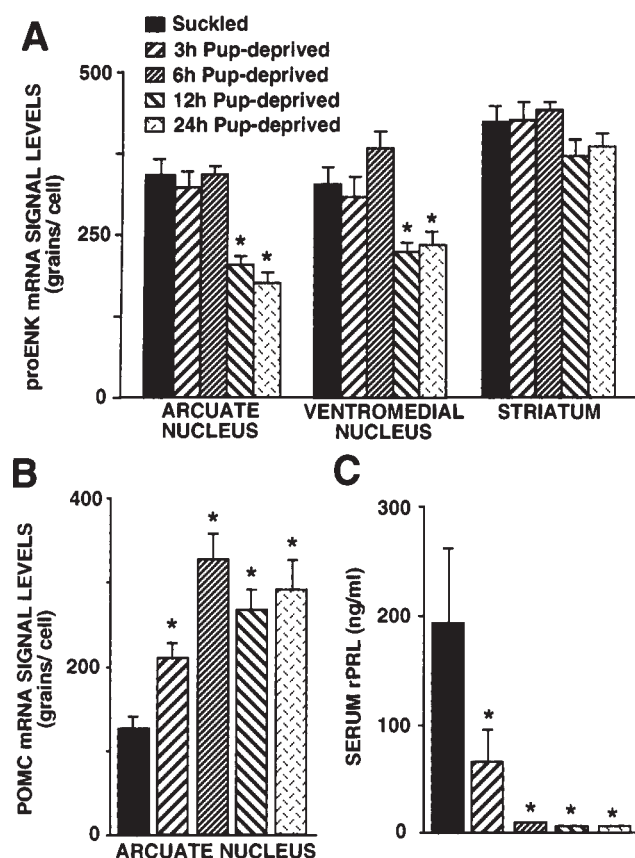 A
Suckled
3h Pup-deprived
6h Pup-deprived
12h Pup-deprived
24h Pup-deprived
proENK mRNA SIGNAL LEVELS
(grains/ cell)
500
250
0
* * * *
ARCUATE NUCLEUS
VENTROMEDIAL NUCLEUS
STRIATUM
B
POMC mRNA SIGNAL LEVELS
(grains/ cell)
400
200
0
* * * *
ARCUATE NUCLEUS
C
SERUM rPRL (ng/ml)
300
200
100
0
* * * *